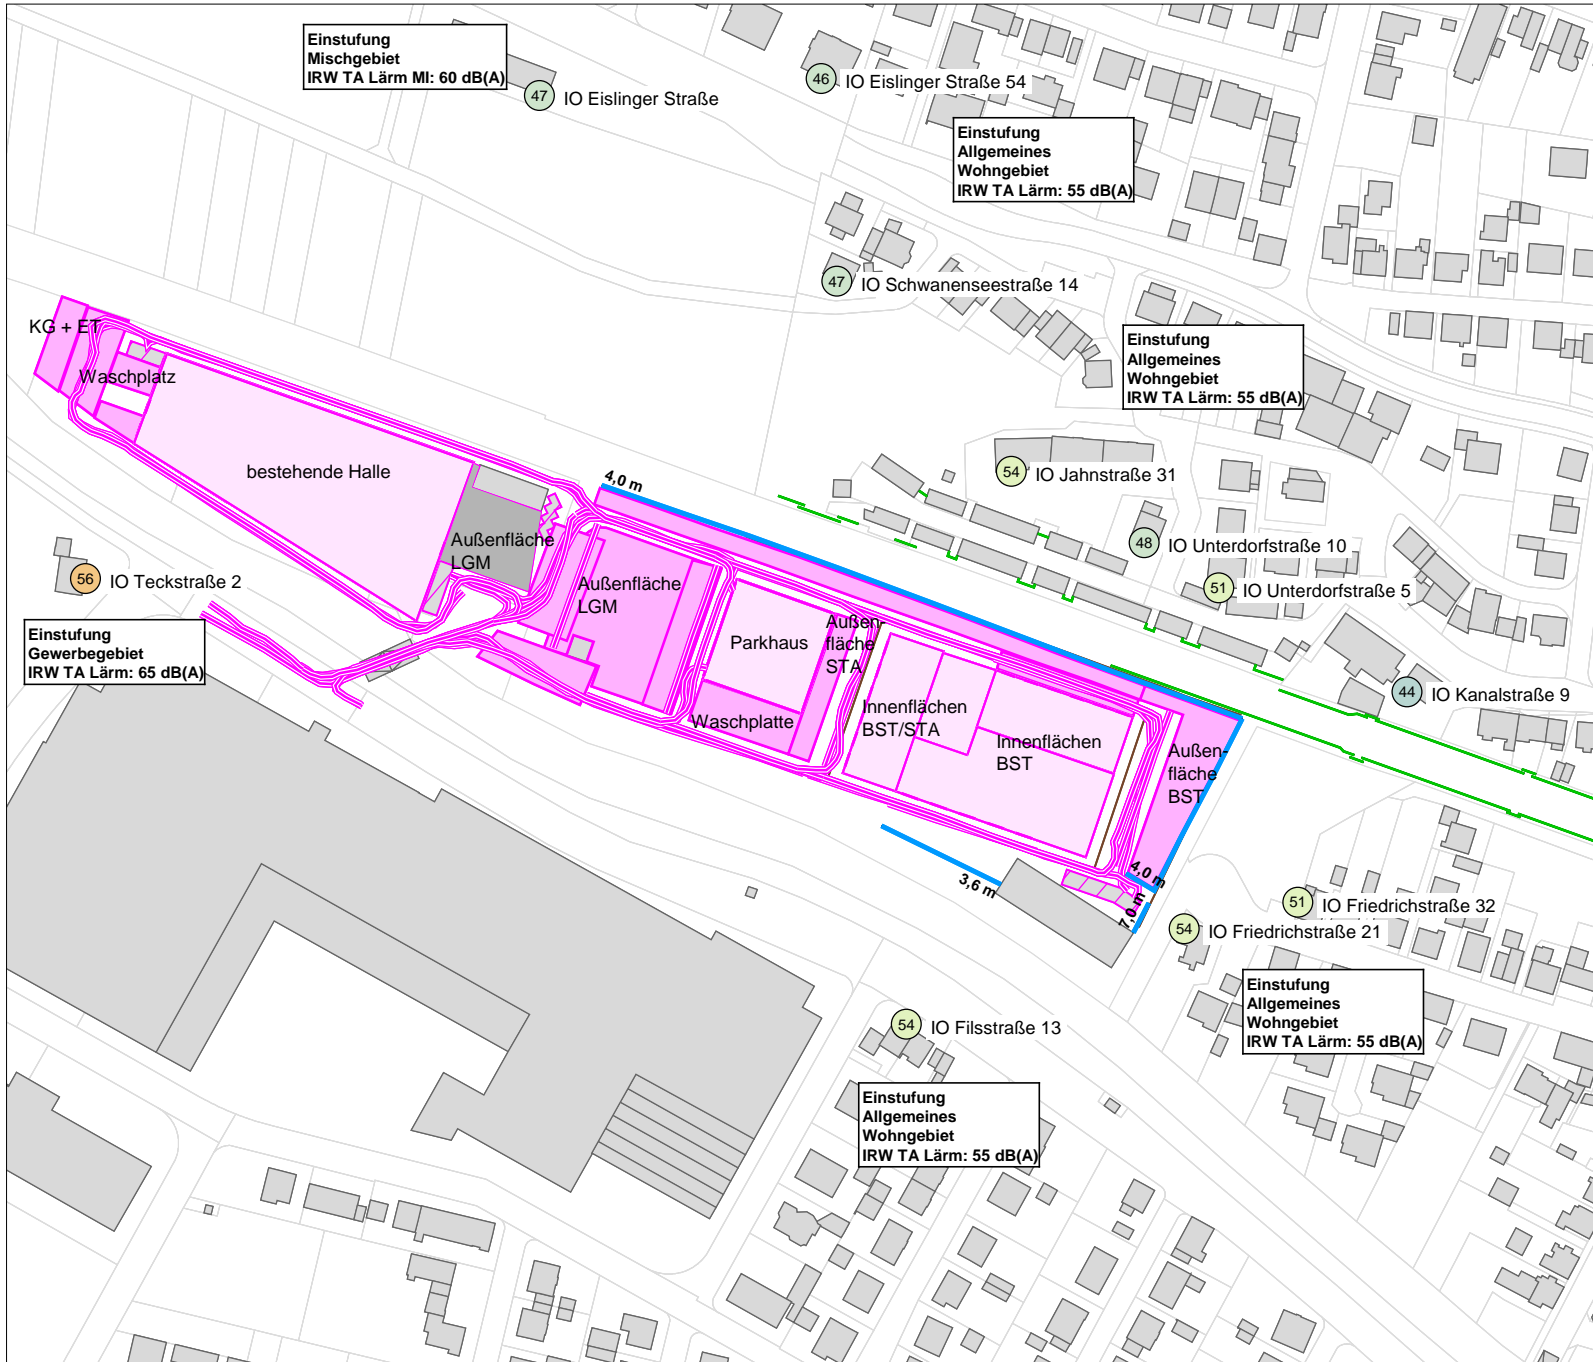 Einstufung
Mischgebiet
IRW TA Lärm MI: 60 dB(A)
47 IO Eislinger Straße
46 IO Eislinger Straße 54
Einstufung
Allgemeines
Wohngebiet
IRW TA Lärm: 55 dB(A)
47 IO Schwanenseestraße 14
KG + ET
Waschplatz
Einstufung
Allgemeines
Wohngebiet
IRW TA Lärm: 55 dB(A)
bestehende Halle
4,0 m
54 IO Jahnstraße 31
48 IO Unterdorfstraße 10
Außenfläche
LGM
56 IO Teckstraße 2
Außenfläche
LGM
51 IO Unterdorfstraße 5
Einstufung
Gewerbegebiet
IRW TA Lärm: 65 dB(A)
Parkhaus
Außen-
fläche
STA
44 IO Kanalstraße 9
Waschplatte
Innenflächen
BST/STA
Innenflächen
BST
Außen-
fläche
BST
3,6 m
4,0 m
7,0 m
51 IO Friedrichstraße 32
54 IO Friedrichstraße 21
Einstufung
Allgemeines
Wohngebiet
IRW TA Lärm: 55 dB(A)
54 IO Filsstraße 13
Einstufung
Allgemeines
Wohngebiet
IRW TA Lärm: 55 dB(A)